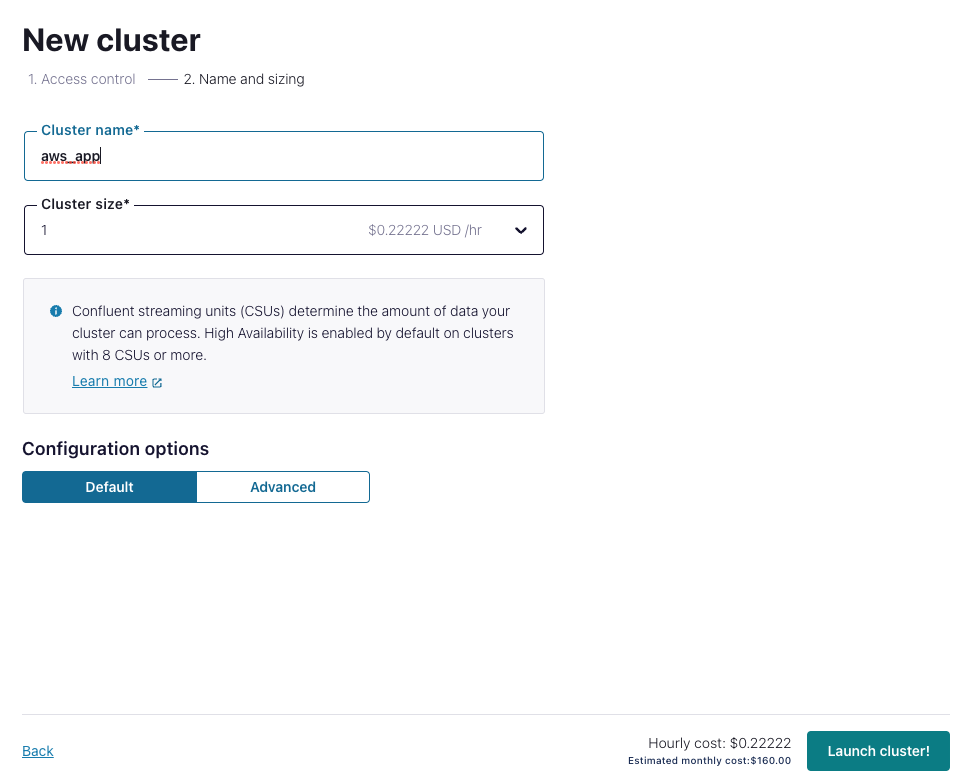 New cluster
1. Access control
2. Name and sizing
Cluster name*
aws_app
Cluster size*
1
$0.22222 USD /hr
Confluent streaming units (CSUs) determine the amount of data your
cluster can process. High Availability is enabled by default on clusters
with 8 CSUs or more.
Learn more
Configuration options
Default
Advanced
Back
Hourly cost: $0.22222
Estimated monthly cost:$160.00
Launch cluster!